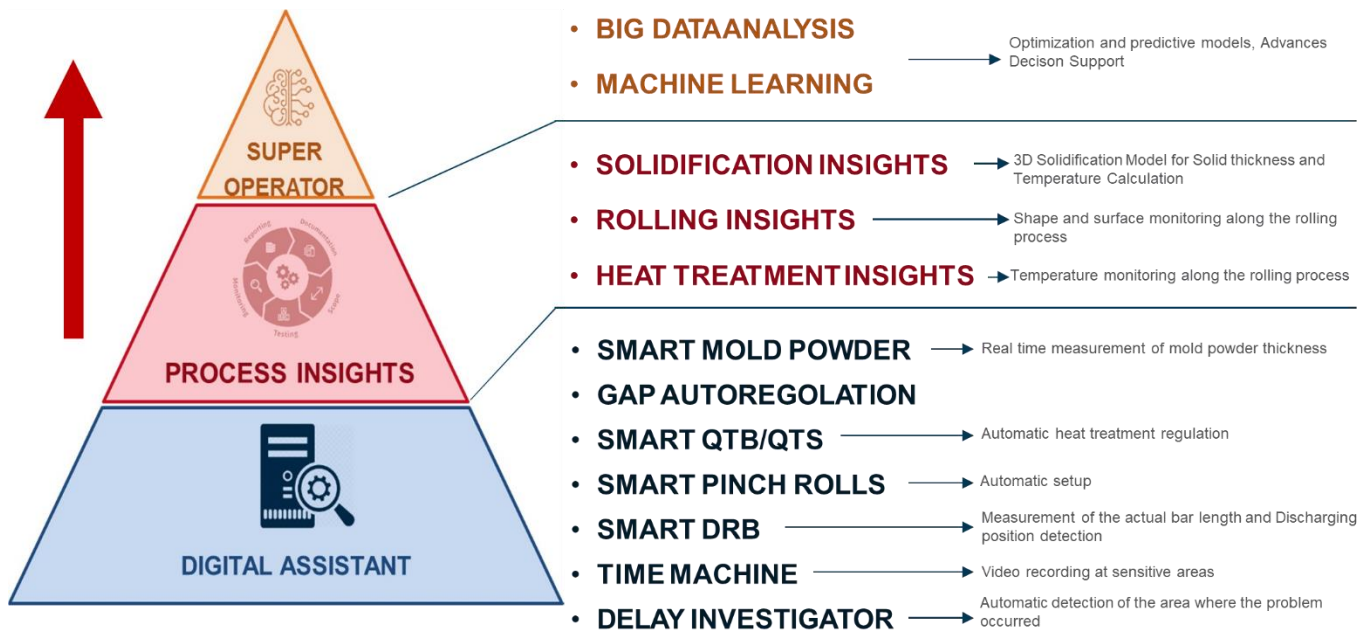 • BIG DATAANALYSIS
• MACHINE LEARNING
Optimization and predictive models, Advances
Decison Support
SUPER
OPERATOR
• SOLIDIFICATION INSIGHTS
3D Solidification Model for Solid thickness and
Temperature Calculation
• ROLLING INSIGHTS
Shape and surface monitoring along the rolling
process
• HEAT TREATMENT INSIGHTS
Temperature monitoring along the rolling process
Reporting
Documentation
Monitoring
Scope
Testing
PROCESS INSIGHTS
• SMART MOLD POWDER
Real time measurement of mold powder thickness
• GAP AUTOREGOLATION
• SMART QTB/QTS
Automatic heat treatment regulation
• SMART PINCH ROLLS
Automatic setup
• SMART DRB
Measurement of the actual bar length and Discharging
position detection
• TIME MACHINE
Video recording at sensitive areas
• DELAY INVESTIGATOR
Automatic detection of the area where the problem
occurred
DIGITAL ASSISTANT